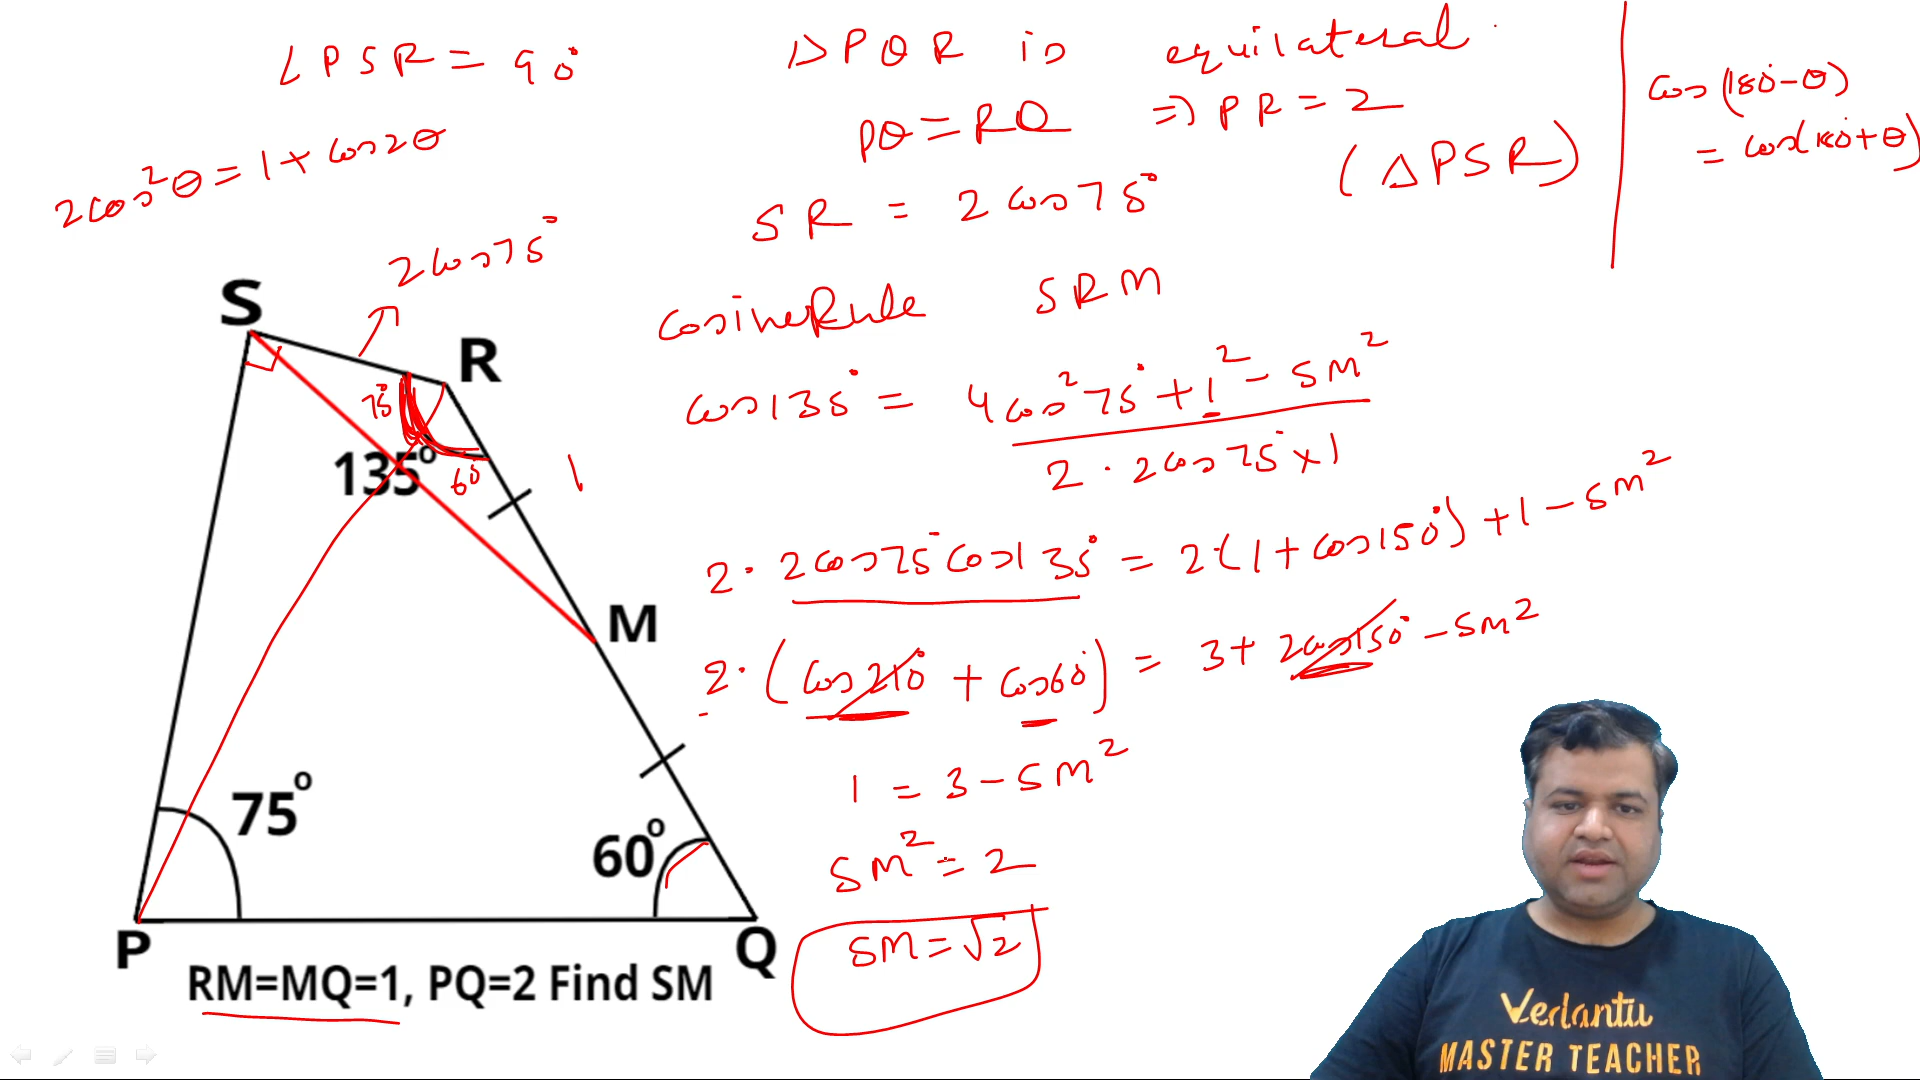 ∠PSR = 90°
2cos²θ = 1 + cos2θ
2cos75°
S
R
75°
135°
60°
1
M
75°
60°
P
Q
RM=MQ=1, PQ=2 Find SM
△PQR is equilateral
PQ = RQ ⇒ PR = 2
SR = 2cos75° (△PSR)
cosine Rule SRM
cos135° = 4cos²75° + 1² - SM²
2 · 2cos75° × 1
2 · 2cos75° cos135° = 2·(1 + cos150°) + 1 - SM²
2 · (cos210° + cos60°) = 3 + 2cos150° - SM²
1 = 3 - SM²
SM² = 2
SM = √2
cos(180°-θ)
= cos(180°+θ)
Vedantu
MASTER TEACHER